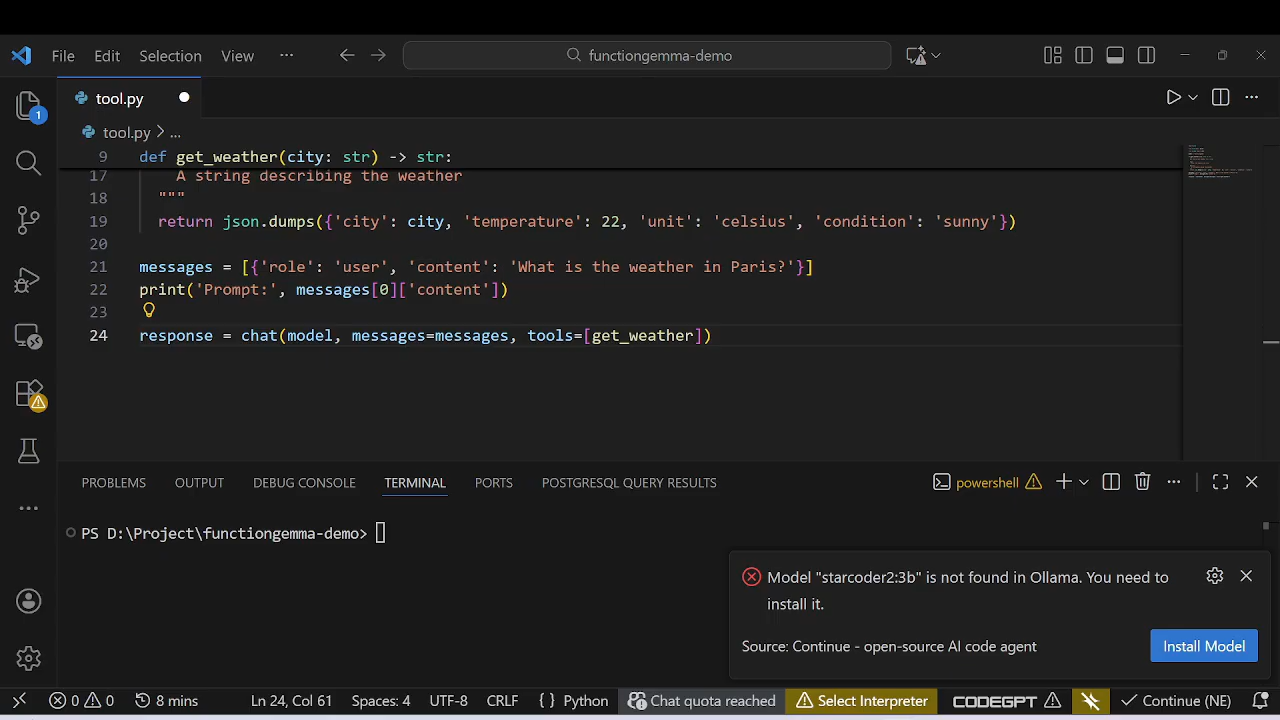 File Edit Selection View ··· functiongemma-demo
1
tool.py
tool.py > ...
9 def get_weather(city: str) -> str:
17 A string describing the weather
18 """
19 return json.dumps({'city': city, 'temperature': 22, 'unit': 'celsius', 'condition': 'sunny'})
20
21 messages = [{'role': 'user', 'content': 'What is the weather in Paris?'}]
22 print('Prompt:', messages[0]['content'])
23
24 response = chat(model, messages=messages, tools=[get_weather])
PROBLEMS OUTPUT DEBUG CONSOLE TERMINAL PORTS POSTGRESQL QUERY RESULTS powershell
PS D:\Project\functiongemma-demo>
Model "starcoder2:3b" is not found in Ollama. You need to
install it.
Source: Continue - open-source AI code agent Install Model
0 0 8 mins Ln 24, Col 61 Spaces: 4 UTF-8 CRLF { } Python Chat quota reached Select Interpreter CODEGPT Continue (NE)